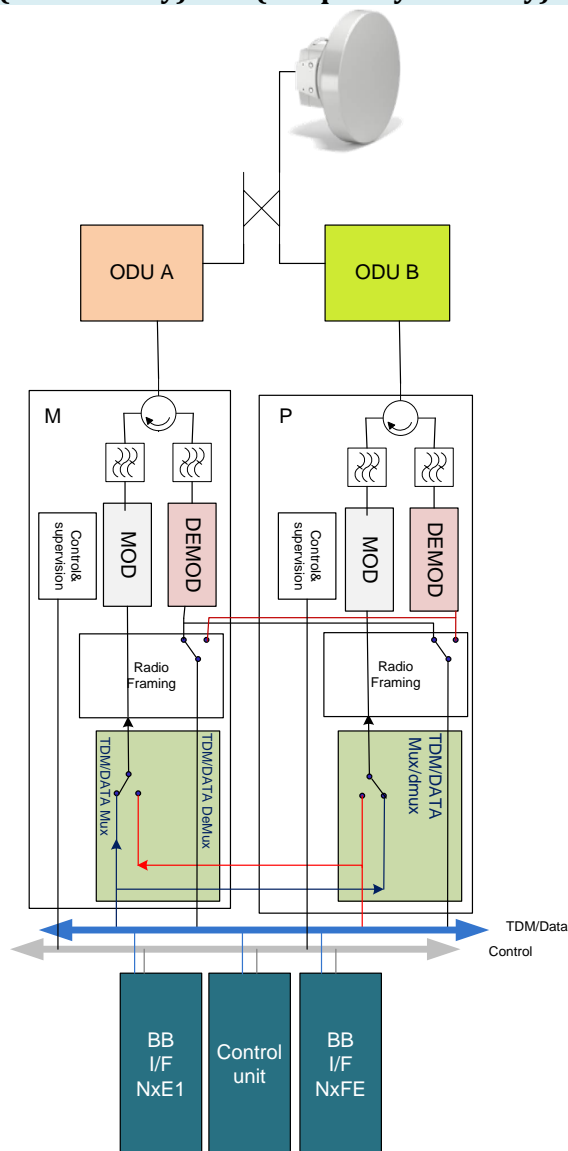 ODU A
ODU B
M
P
Control&
supervision
MOD
DEMOD
Control&
supervision
MOD
DEMOD
Radio
Framing
Radio
Framing
TDM/DATA Mux
TDM/DATA DeMux
TDM/DATA
Mux/dmux
TDM/Data
Control
BB
I/F
NxE1
Control
unit
BB
I/F
NxFE